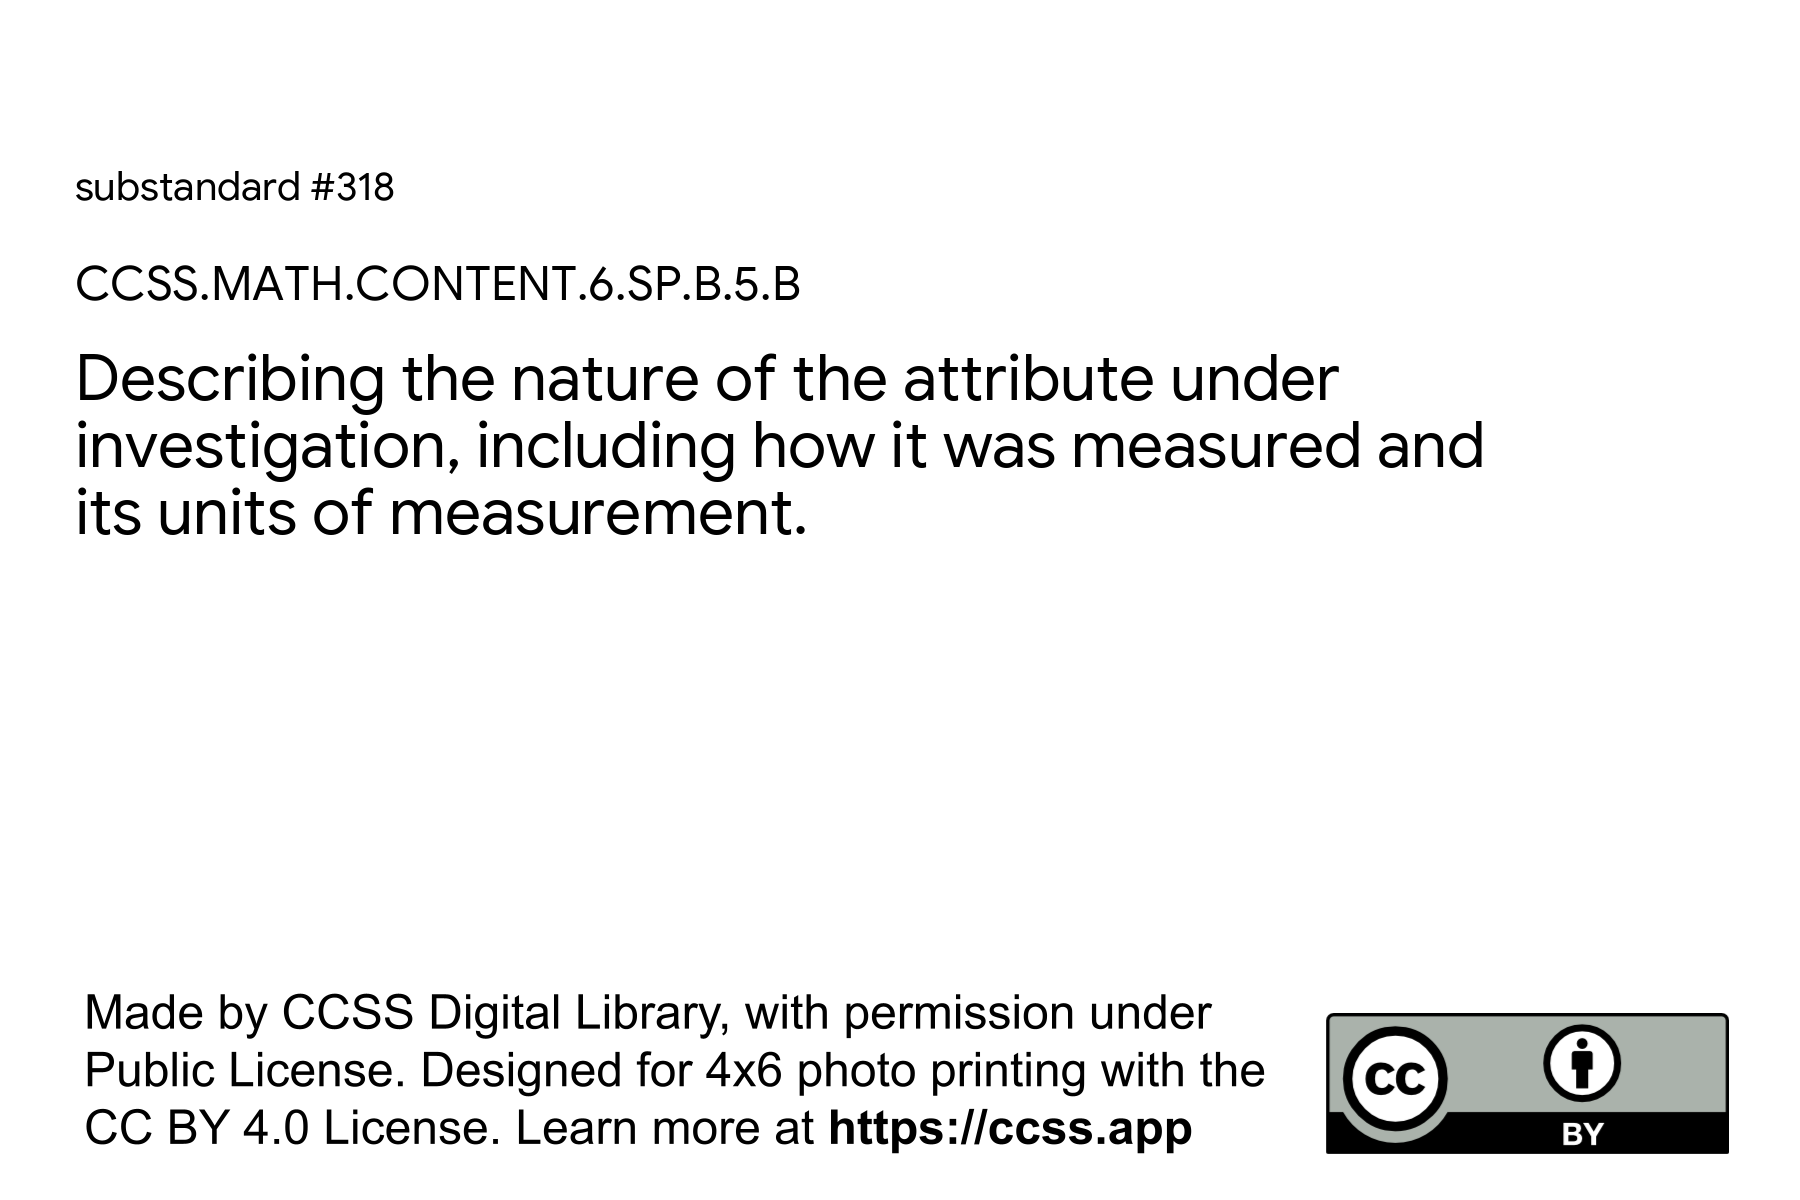 substandard #318
CCSS.MATH.CONTENT.6.SP.B.5.B
Describing the nature of the attribute under
investigation, including how it was measured and
its units of measurement.
Made by CCSS Digital Library, with permission under
Public License. Designed for 4x6 photo printing with the
CC BY 4.0 License. Learn more at https://ccss.app
cc
BY